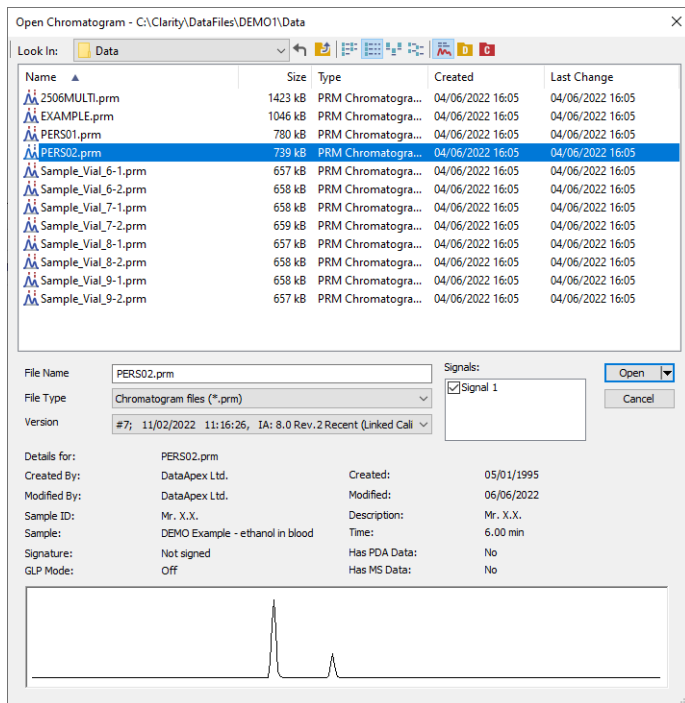 Open Chromatogram - C:\Clarity\DataFiles\DEMO1\Data
Look In: Data D C
Name Size Type Created Last Change
2506MULTI.prm 1423 kB PRM Chromatogra... 04/06/2022 16:05 04/06/2022 16:05
EXAMPLE.prm 1046 kB PRM Chromatogra... 04/06/2022 16:05 04/06/2022 16:05
PERS01.prm 780 kB PRM Chromatogra... 04/06/2022 16:05 04/06/2022 16:05
PERS02.prm 739 kB PRM Chromatogra... 04/06/2022 16:05 04/06/2022 16:05
Sample_Vial_6-1.prm 657 kB PRM Chromatogra... 04/06/2022 16:05 04/06/2022 16:05
Sample_Vial_6-2.prm 658 kB PRM Chromatogra... 04/06/2022 16:05 04/06/2022 16:05
Sample_Vial_7-1.prm 658 kB PRM Chromatogra... 04/06/2022 16:05 04/06/2022 16:05
Sample_Vial_7-2.prm 659 kB PRM Chromatogra... 04/06/2022 16:05 04/06/2022 16:05
Sample_Vial_8-1.prm 657 kB PRM Chromatogra... 04/06/2022 16:05 04/06/2022 16:05
Sample_Vial_8-2.prm 658 kB PRM Chromatogra... 04/06/2022 16:05 04/06/2022 16:05
Sample_Vial_9-1.prm 658 kB PRM Chromatogra... 04/06/2022 16:05 04/06/2022 16:05
Sample_Vial_9-2.prm 657 kB PRM Chromatogra... 04/06/2022 16:05 04/06/2022 16:05
File Name PERS02.prm Signals: Open
File Type Chromatogram files (*.prm) Signal 1 Cancel
Version #7; 11/02/2022 11:16:26, IA: 8.0 Rev.2 Recent (Linked Cali
Details for: PERS02.prm
Created By: DataApex Ltd. Created: 05/01/1995
Modified By: DataApex Ltd. Modified: 06/06/2022
Sample ID: Mr. X.X. Description: Mr. X.X.
Sample: DEMO Example - ethanol in blood Time: 6.00 min
Signature: Not signed Has PDA Data: No
GLP Mode: Off Has MS Data: No